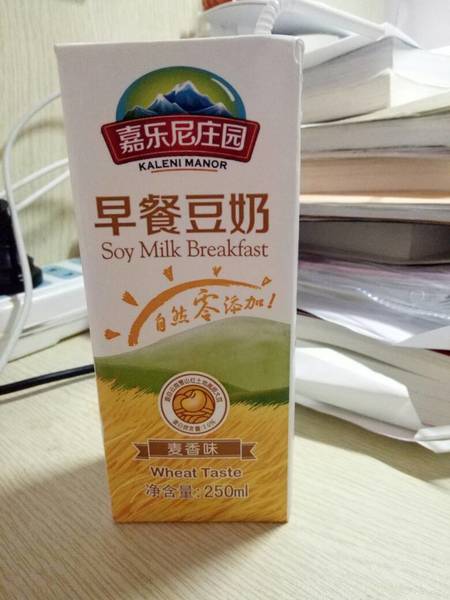 嘉乐尼庄园
KALENI MANOR
早餐豆奶
Soy Milk Breakfast
自然零添加!
麦香味
Wheat Taste
净含量:250ml